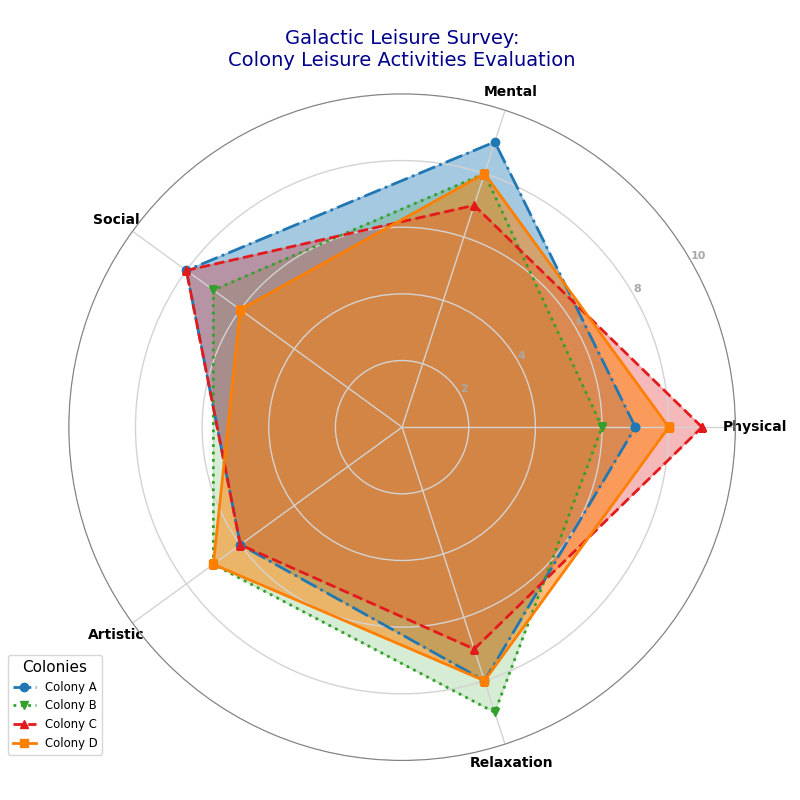 Galactic Leisure Survey:
Colony Leisure Activities Evaluation
Mental
Social
10
8
4
2
Physical
Artistic
Relaxation
Colonies
Colony A
Colony B
Colony C
Colony D